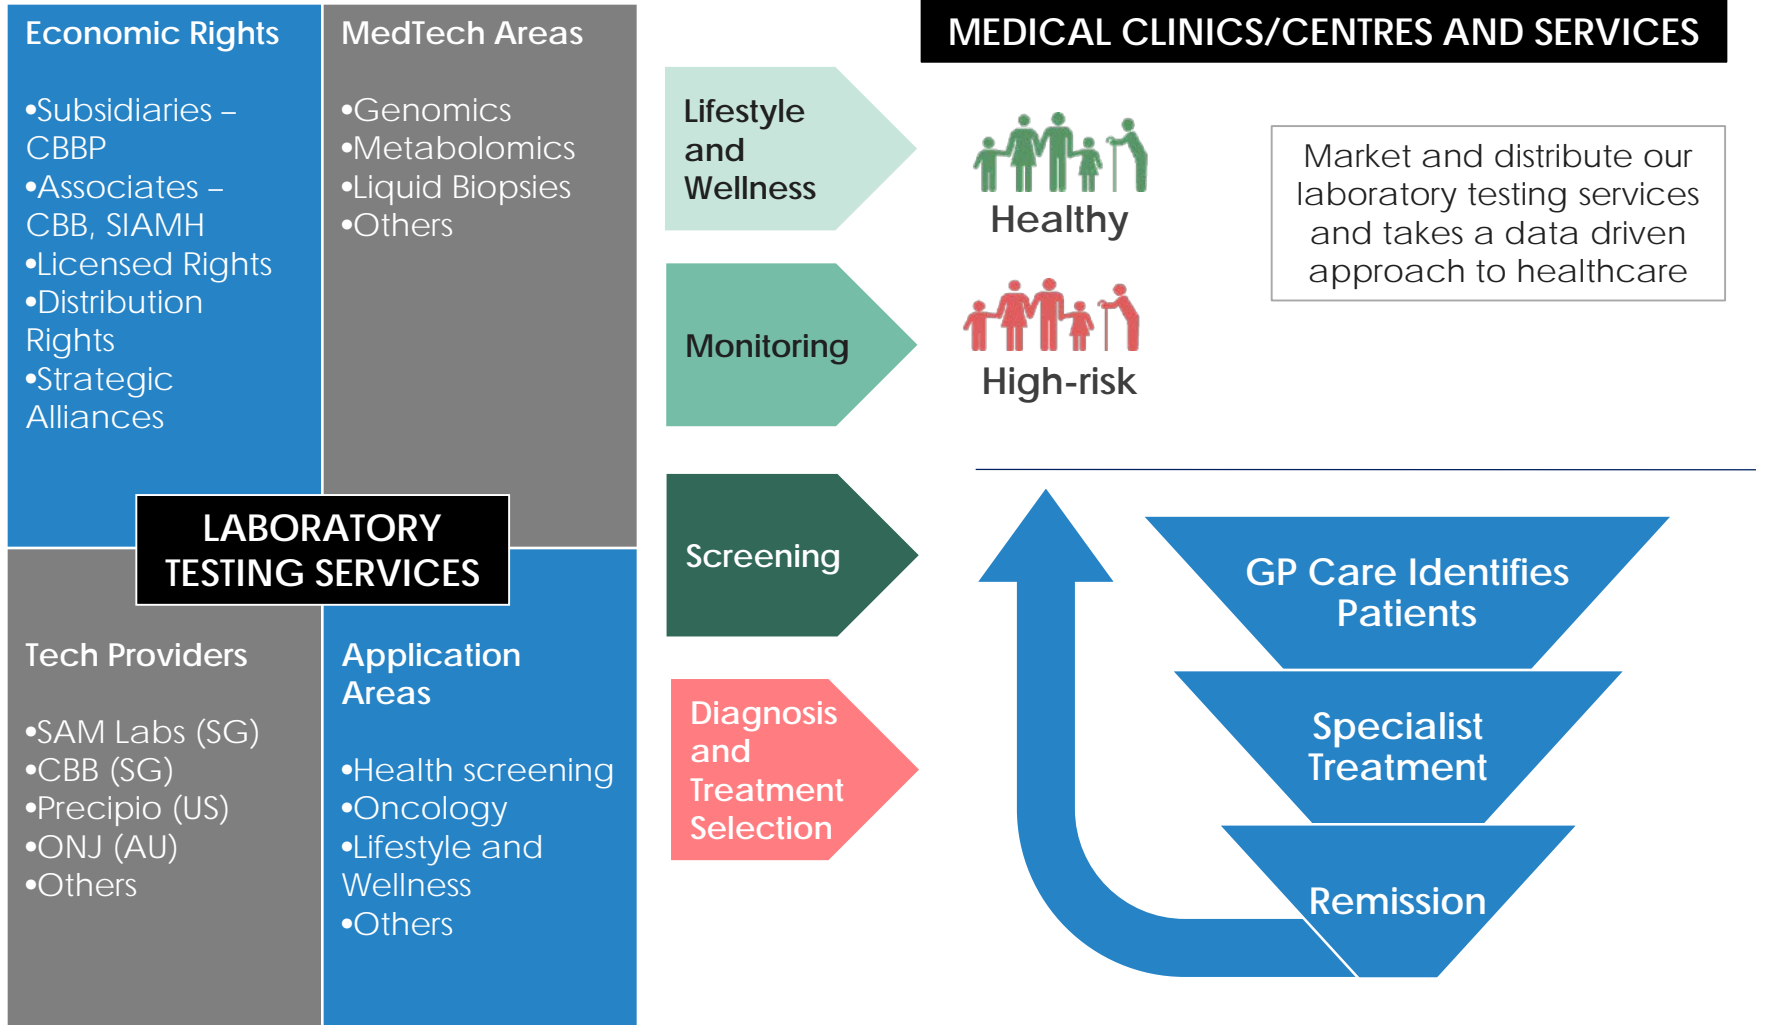 Economic Rights
•Subsidiaries –
CBBP
•Associates –
CBB, SIAMH
•Licensed Rights
•Distribution
Rights
•Strategic
Alliances
MedTech Areas
•Genomics
•Metabolomics
•Liquid Biopsies
•Others
LABORATORY
TESTING SERVICES
Tech Providers
•SAM Labs (SG)
•CBB (SG)
•Precipio (US)
•ONJ (AU)
•Others
Application
Areas
•Health screening
•Oncology
•Lifestyle and
Wellness
•Others
Lifestyle
and
Wellness
Monitoring
Screening
Diagnosis
and
Treatment
Selection
MEDICAL CLINICS/CENTRES AND SERVICES
Healthy
High-risk
Market and distribute our
laboratory testing services
and takes a data driven
approach to healthcare
GP Care Identifies
Patients
Specialist
Treatment
Remission